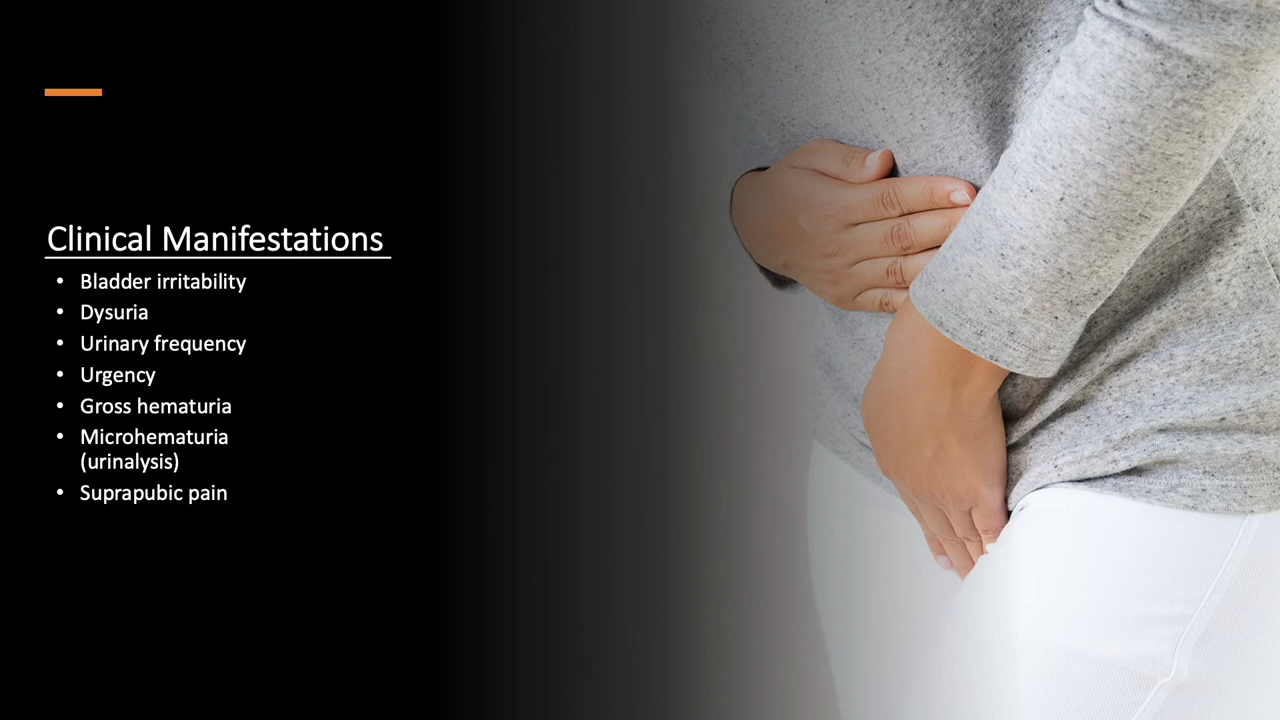 Clinical Manifestations
• Bladder irritability
• Dysuria
• Urinary frequency
• Urgency
• Gross hematuria
• Microhematuria
(urinalysis)
• Suprapubic pain